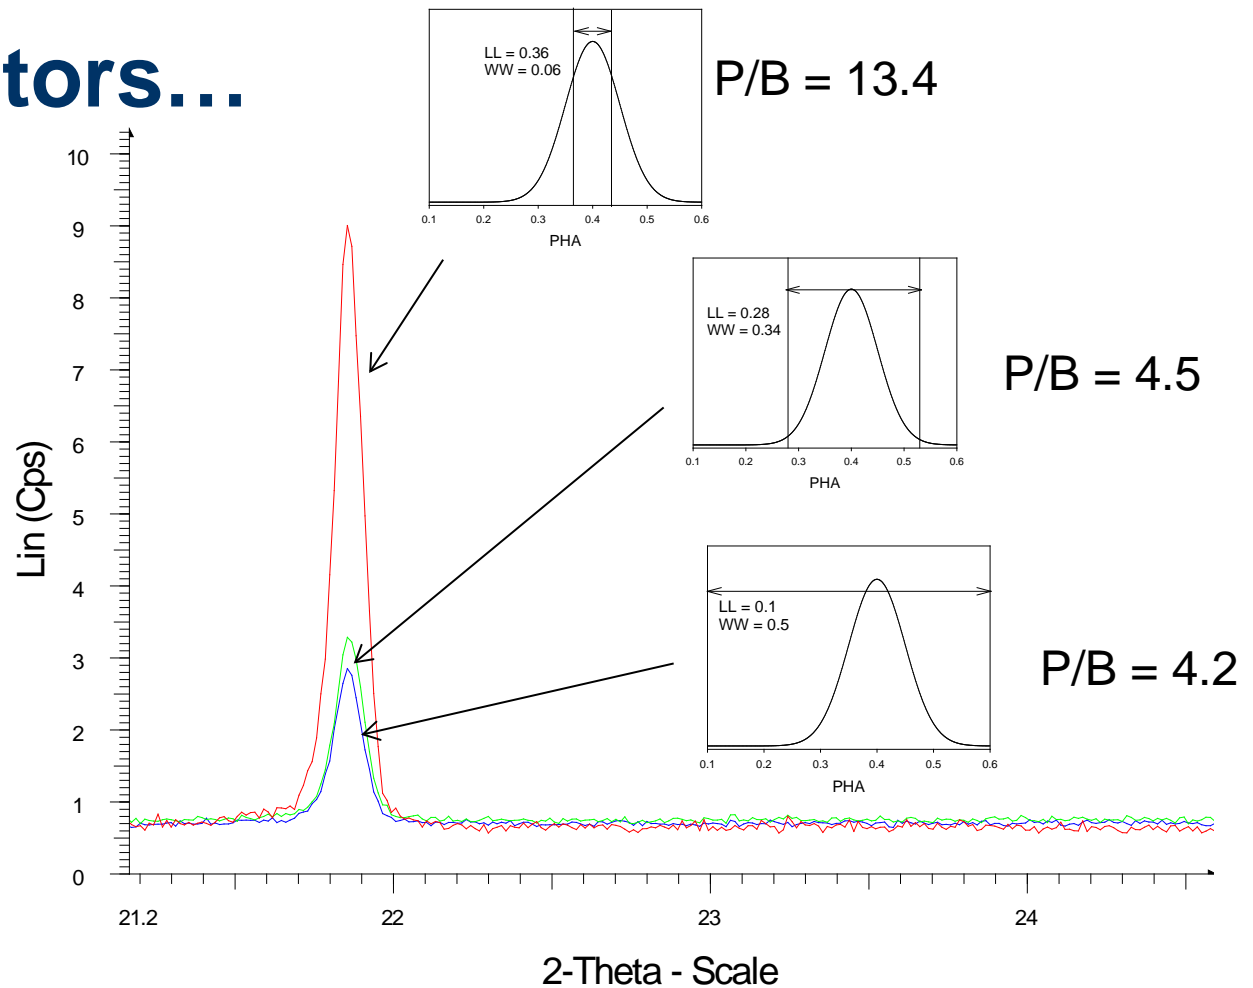 tors…
LL = 0.36
WW = 0.06
P/B = 13.4
0.1 0.2 0.3 0.4 0.5 0.6
PHA
LL = 0.28
WW = 0.34
P/B = 4.5
0.1 0.2 0.3 0.4 0.5 0.6
PHA
LL = 0.1
WW = 0.5
P/B = 4.2
0.1 0.2 0.3 0.4 0.5 0.6
PHA
Lin (Cps)
10
9
8
7
6
5
4
3
2
1
0
21.2 22 23 24
2-Theta - Scale